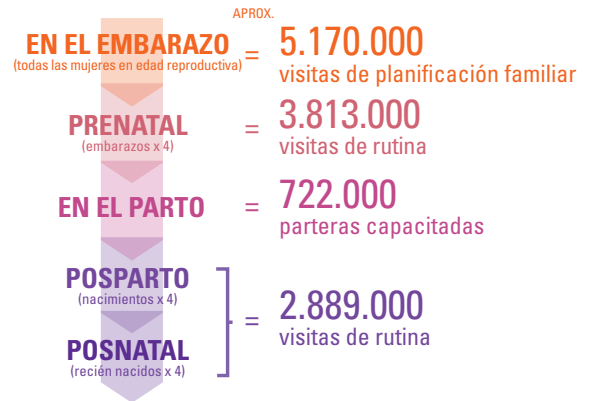 APROX.
EN EL EMBARAZO
(todas las mujeres en edad reproductiva)
= 5.170.000
visitas de planificación familiar
PRENATAL
(embarazos x 4)
= 3.813.000
visitas de rutina
EN EL PARTO
= 722.000
parteras capacitadas
POSPARTO
(nacimientos x 4)
POSNATAL
(recién nacidos x 4)
= 2.889.000
visitas de rutina